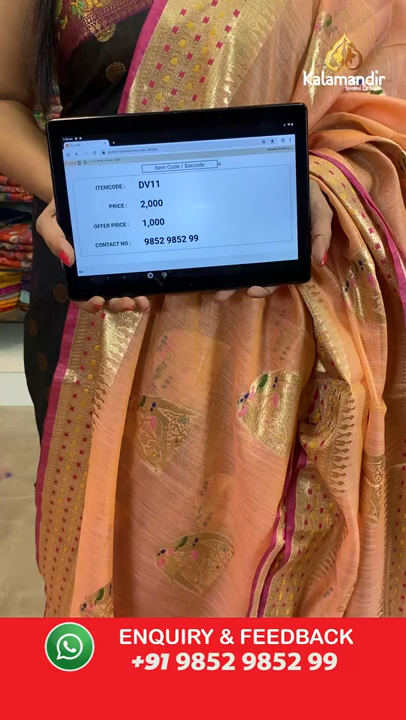 Kalamandir
Item Code / Barcode
ITEMCODE : DV11
PRICE : 2,000
OFFER PRICE : 1,000
CONTACT NO : 9852 9852 99
ENQUIRY & FEEDBACK
+91 9852 9852 99